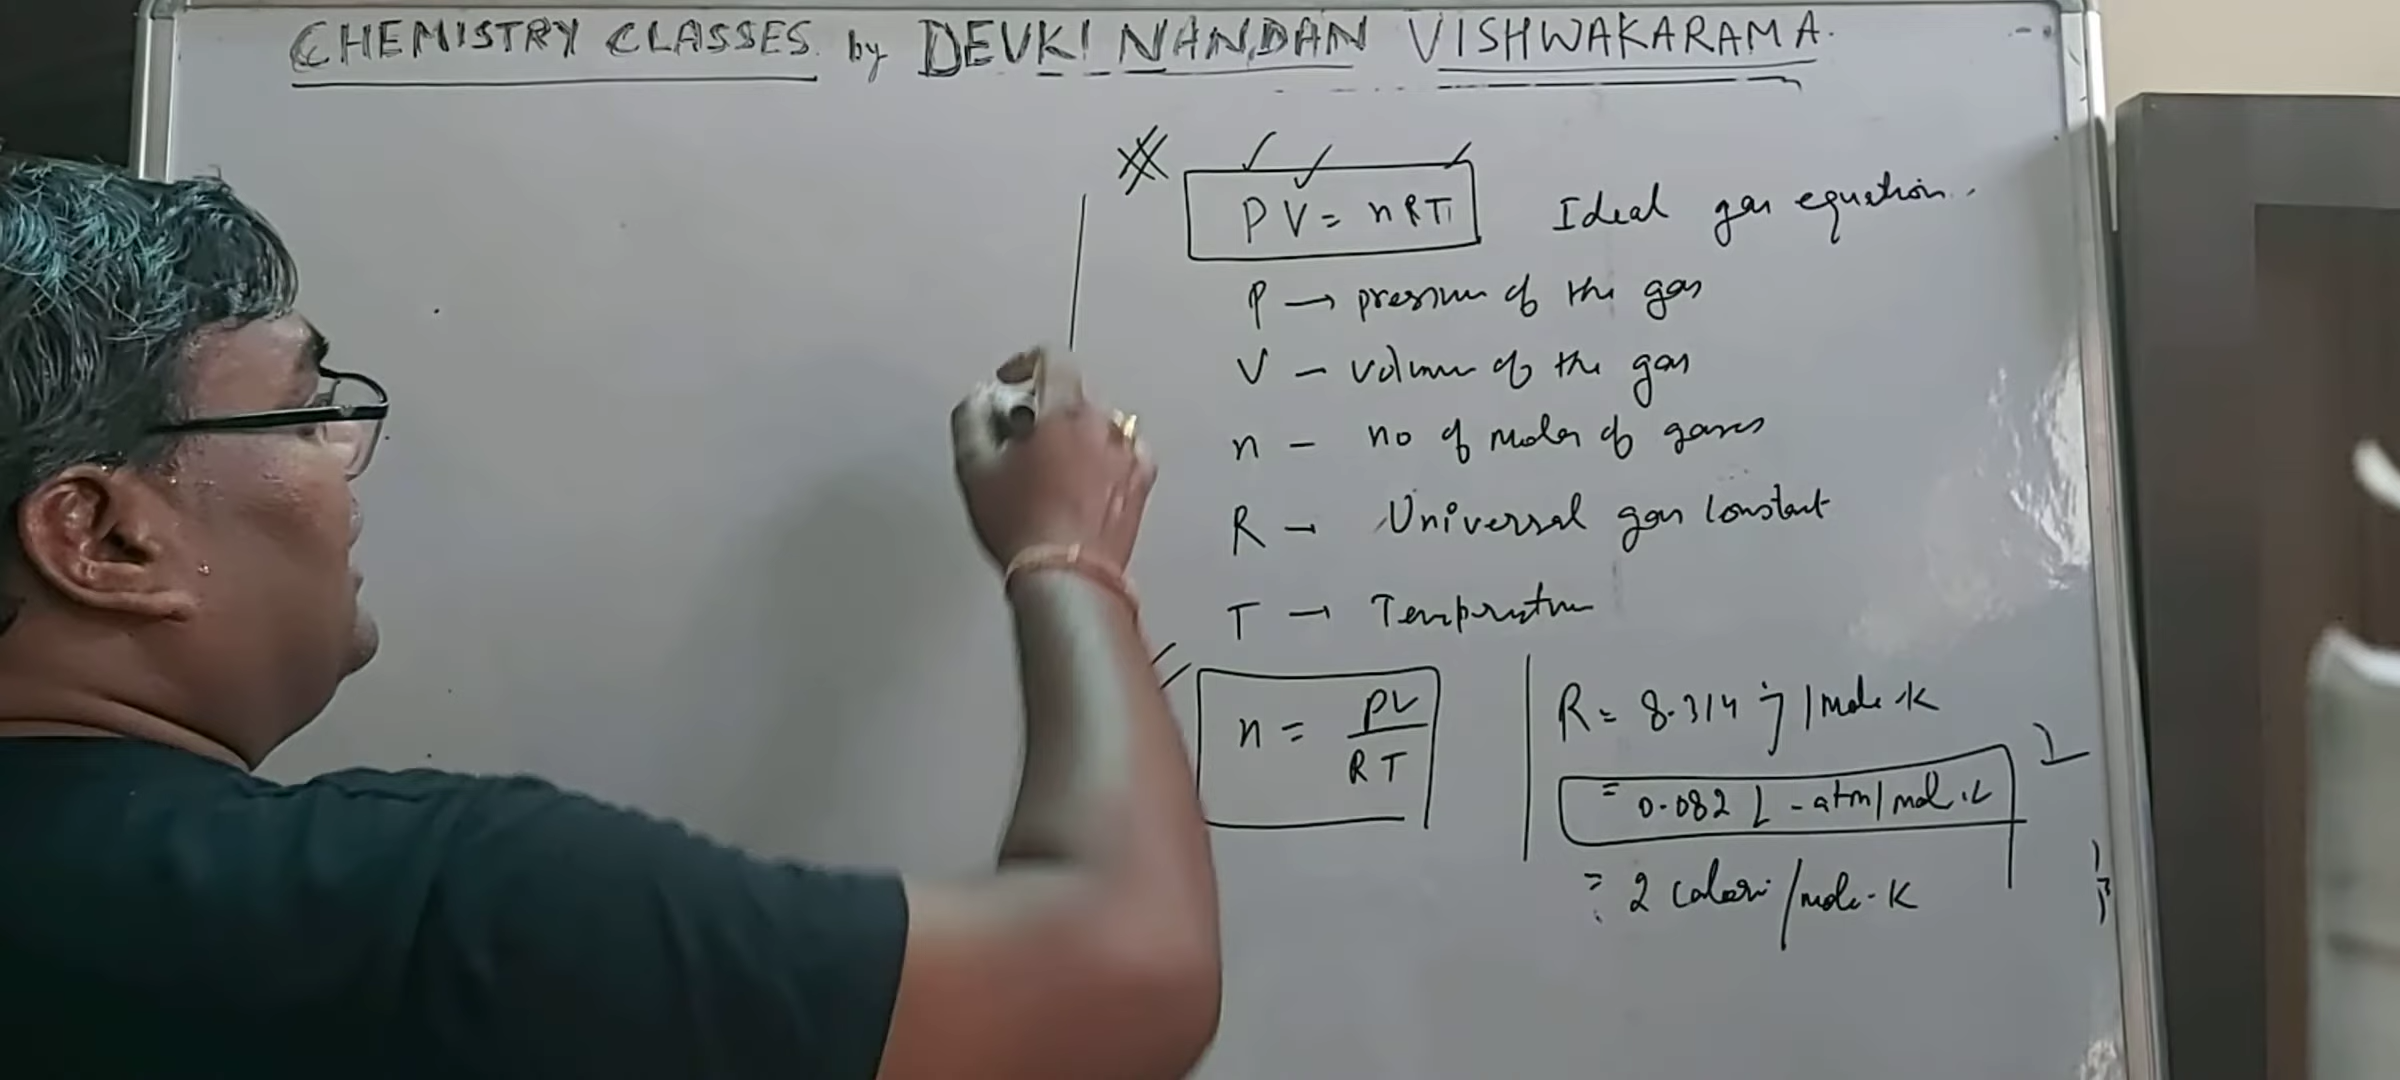 CHEMISTRY CLASSES by DEVKI NANDAN VISHWAKARAMA.
PV = nRT Ideal gas equation.
P → pressure of the gas
V – volume of the gas
n – no of moles of gases
R – Universal gas constant
T → Temperature
n = PV / RT
R = 8.314 j / mole-K
= 0.082 L - atm / mol.K
= 2 calori / mole-K